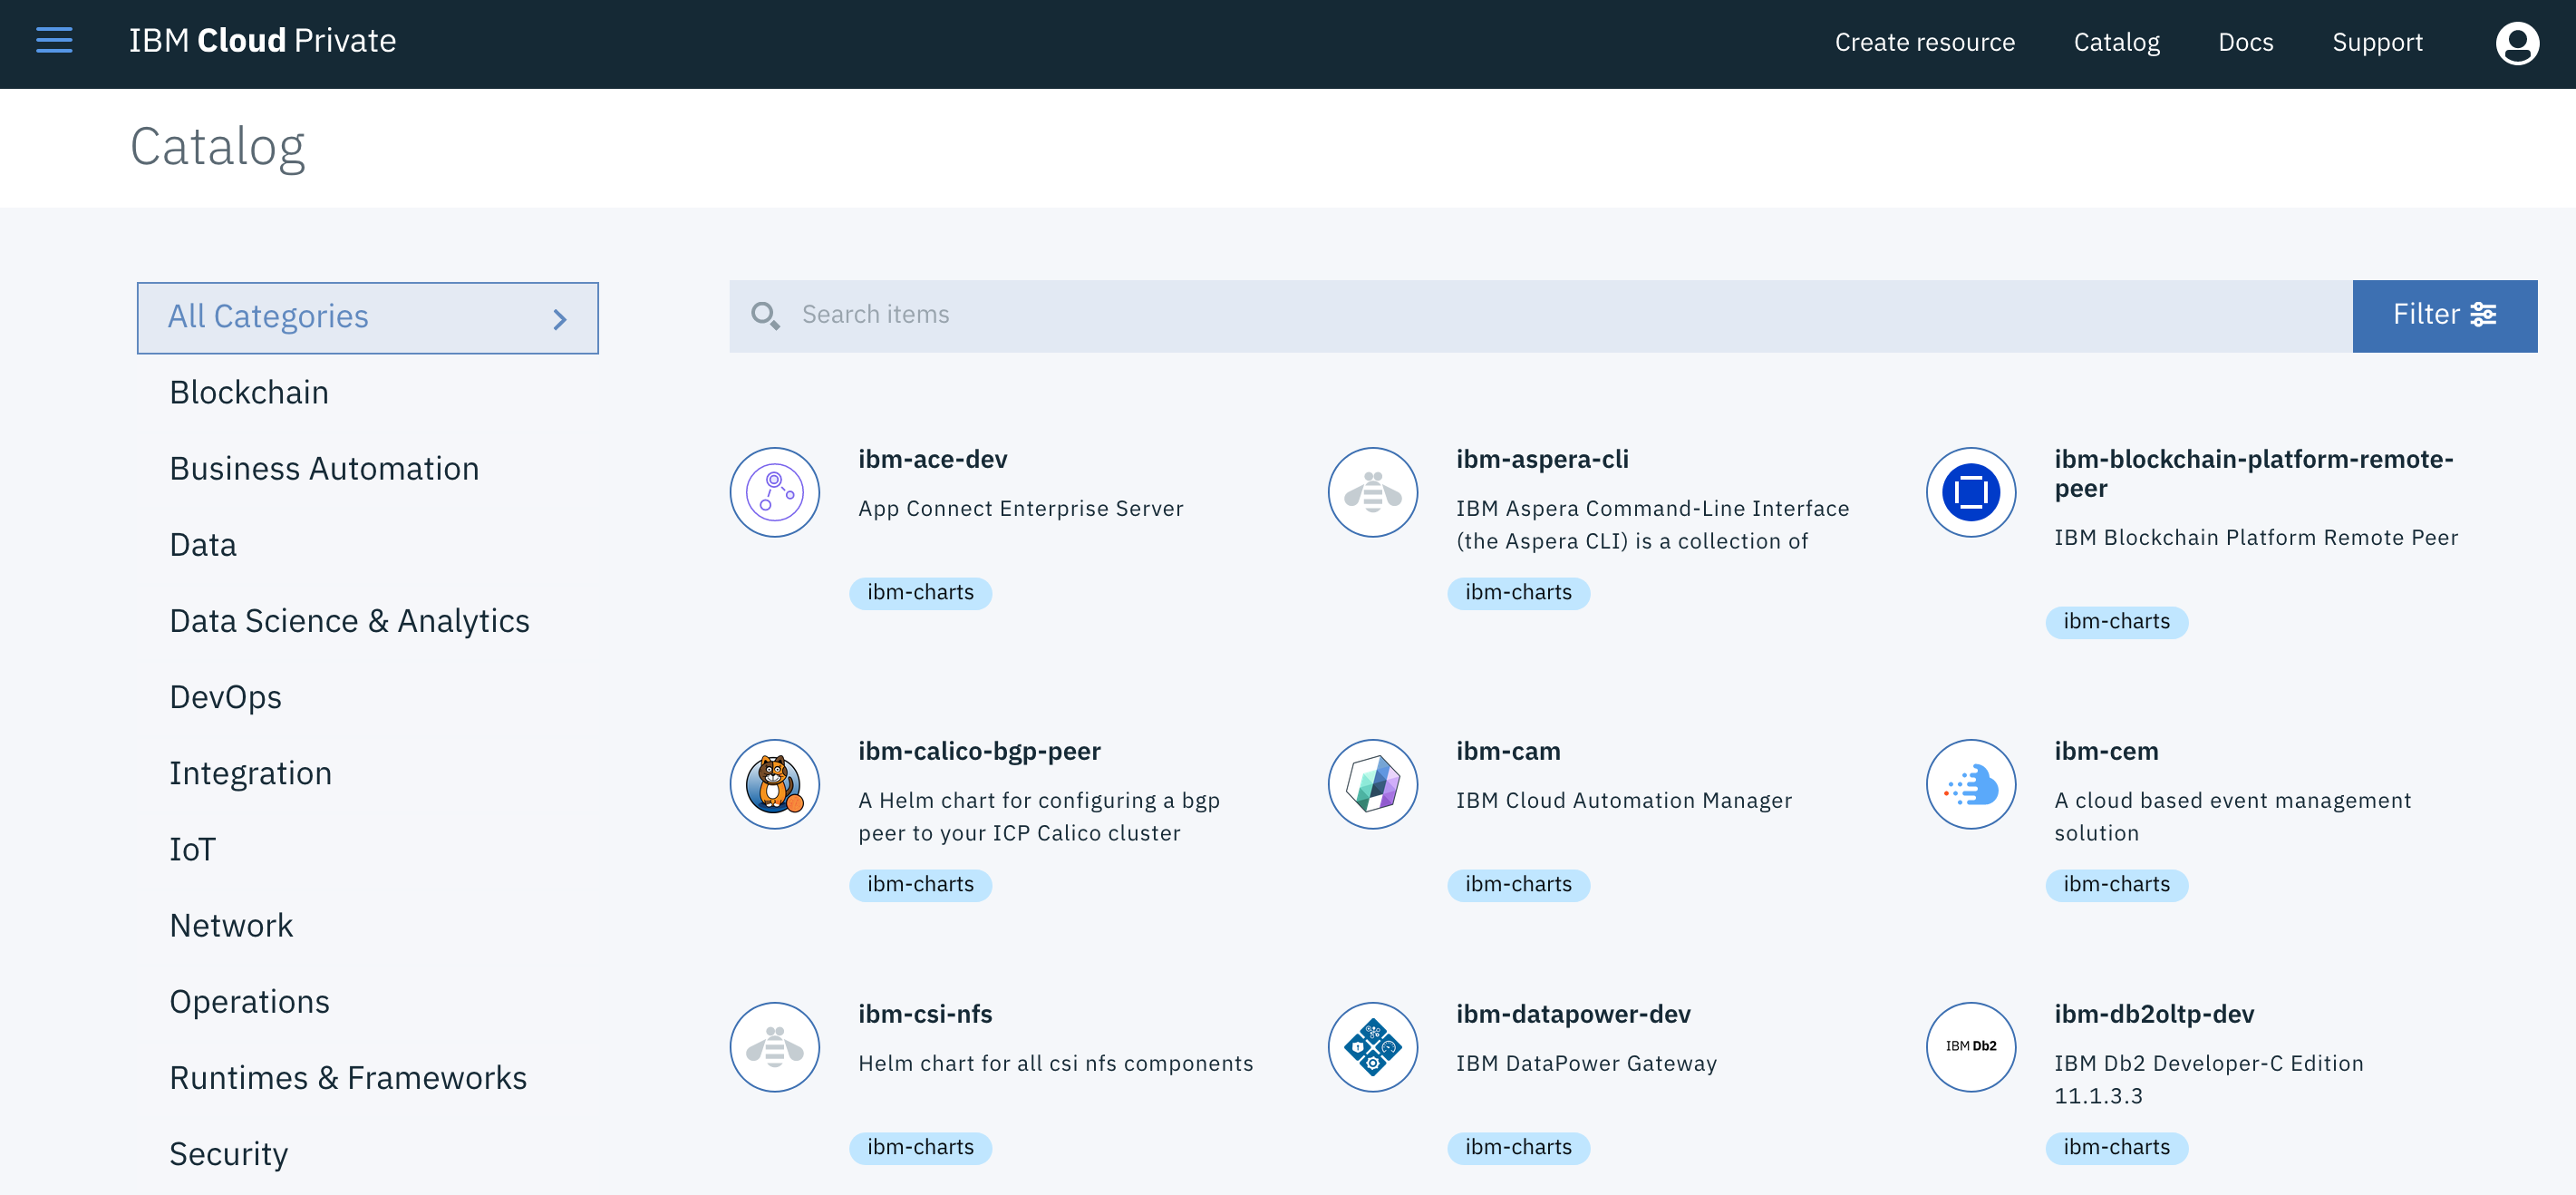 IBM Cloud Private
Create resource
Catalog
Docs
Support
Catalog
All Categories
Blockchain
Business Automation
Data
Data Science & Analytics
DevOps
Integration
IoT
Network
Operations
Runtimes & Frameworks
Security
Search items
Filter
ibm-ace-dev
App Connect Enterprise Server
ibm-charts
ibm-aspera-cli
IBM Aspera Command-Line Interface
(the Aspera CLI) is a collection of
ibm-charts
ibm-blockchain-platform-remote-
peer
IBM Blockchain Platform Remote Peer
ibm-charts
ibm-calico-bgp-peer
A Helm chart for configuring a bgp
peer to your ICP Calico cluster
ibm-charts
ibm-cam
IBM Cloud Automation Manager
ibm-charts
ibm-cem
A cloud based event management
solution
ibm-charts
ibm-csi-nfs
Helm chart for all csi nfs components
ibm-charts
ibm-datapower-dev
IBM DataPower Gateway
ibm-charts
IBM Db2
ibm-db2oltp-dev
IBM Db2 Developer-C Edition
11.1.3.3
ibm-charts